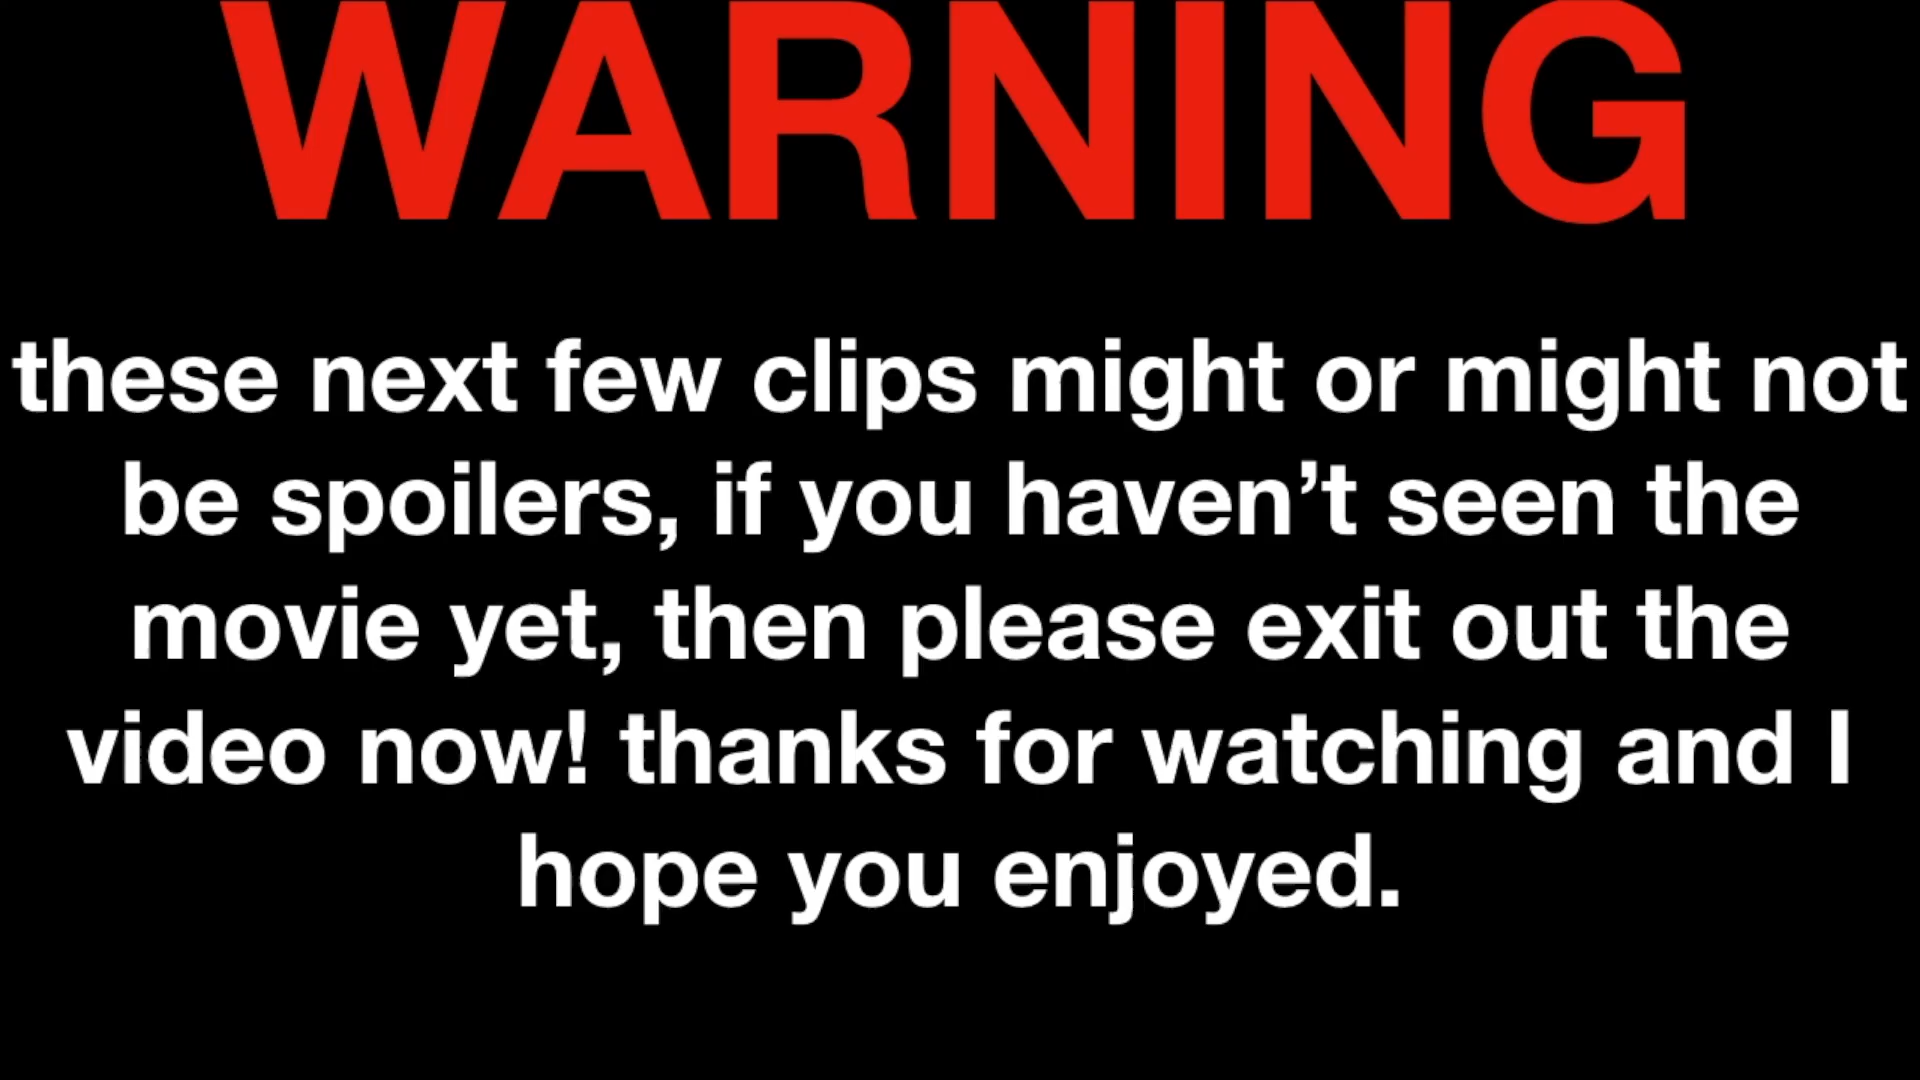 WARNING
these next few clips might or might not
be spoilers, if you haven’t seen the
movie yet, then please exit out the
video now! thanks for watching and I
hope you enjoyed.